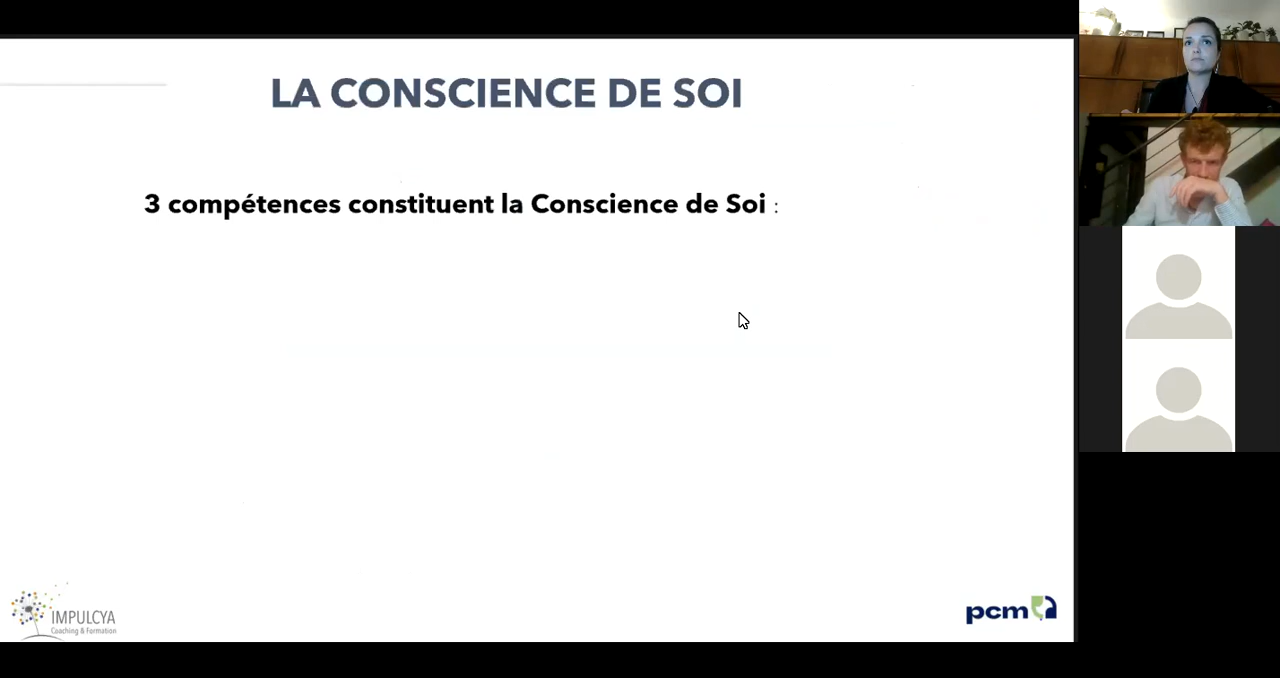 LA CONSCIENCE DE SOI
3 compétences constituent la Conscience de Soi :
IMPULCYA
Coaching & Formation
pcm